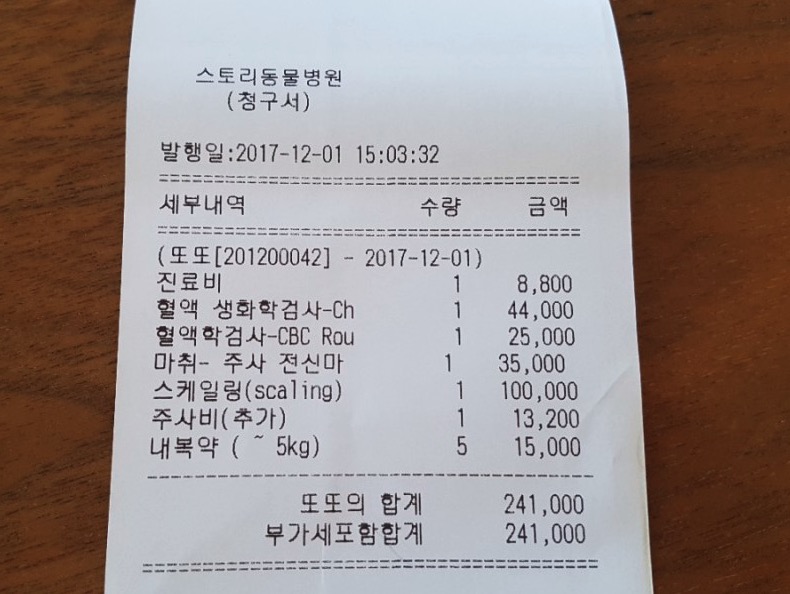 스토리동물병원
(청구서)
발행일:2017-12-01 15:03:32
세부내역 수량 금액
(또또[201200042] - 2017-12-01)
진료비 1 8,800
혈액 생화학검사-Ch 1 44,000
혈액학검사-CBC Rou 1 25,000
마취- 주사 전신마 1 35,000
스케일링(scaling) 1 100,000
주사비(추가) 1 13,200
내복약 ( ~ 5kg) 5 15,000
또또의 합계 241,000
부가세포함합계 241,000